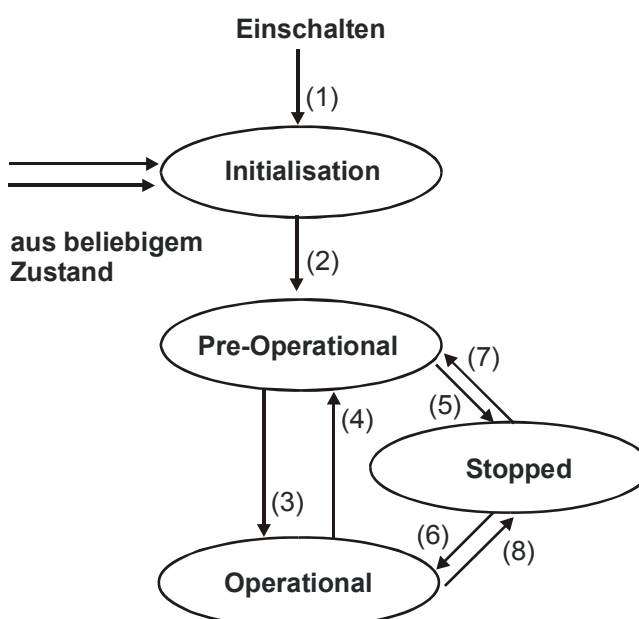 Einschalten
(1)
Initialisation
aus beliebigem
Zustand
(2)
Pre-Operational
(7)
(5)
(4)
Stopped
(3)
(6)
(8)
Operational